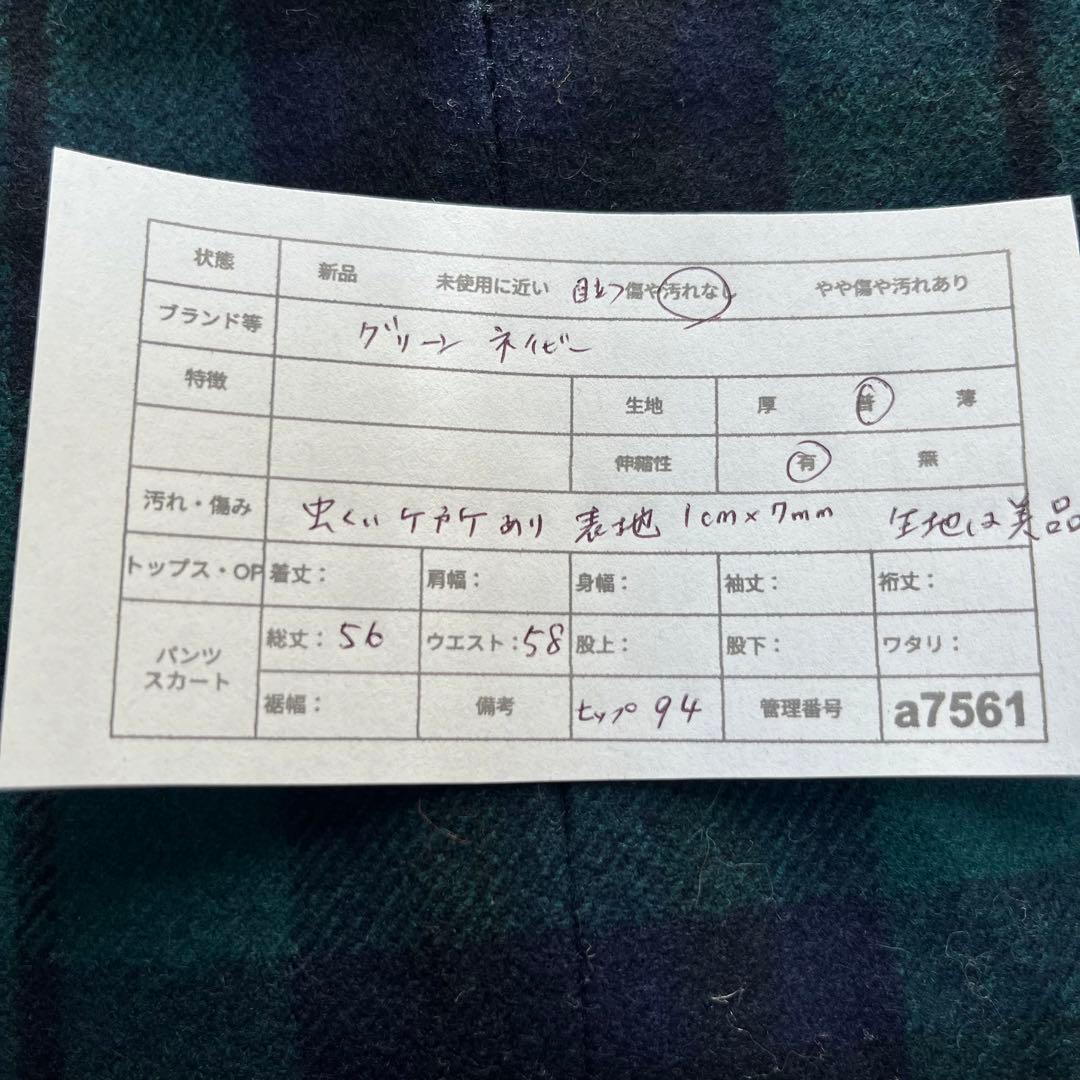 状態 新品 未使用に近い 目立つ傷や汚れなし やや傷や汚れあり
ブランド等 グリーン ネイビー
特徴 生地 厚 普 薄
伸縮性 有 無
汚れ・傷み 虫くい ケアケあり 表地 1cm×7mm 生地は美品
トップス・OP 着丈: 肩幅: 身幅: 袖丈: 裄丈:
パンツ スカート 総丈:56 ウエスト:58 股上: 股下: ワタリ:
裾幅: 備考 ヒップ 94 管理番号 a7561